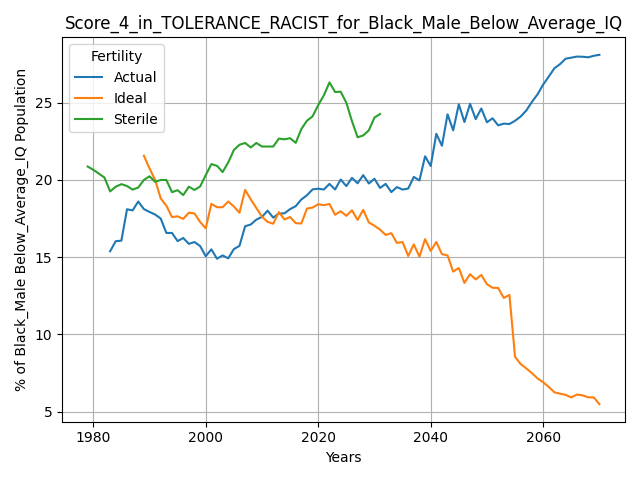 Score_4_in_TOLERANCE_RACIST_for_Black_Male_Below_Average_IQ
Fertility
Actual
Ideal
Sterile
% of Black_Male Below_Average_IQ Population
25
20
15
10
5
1980
2000
2020
2040
2060
Years